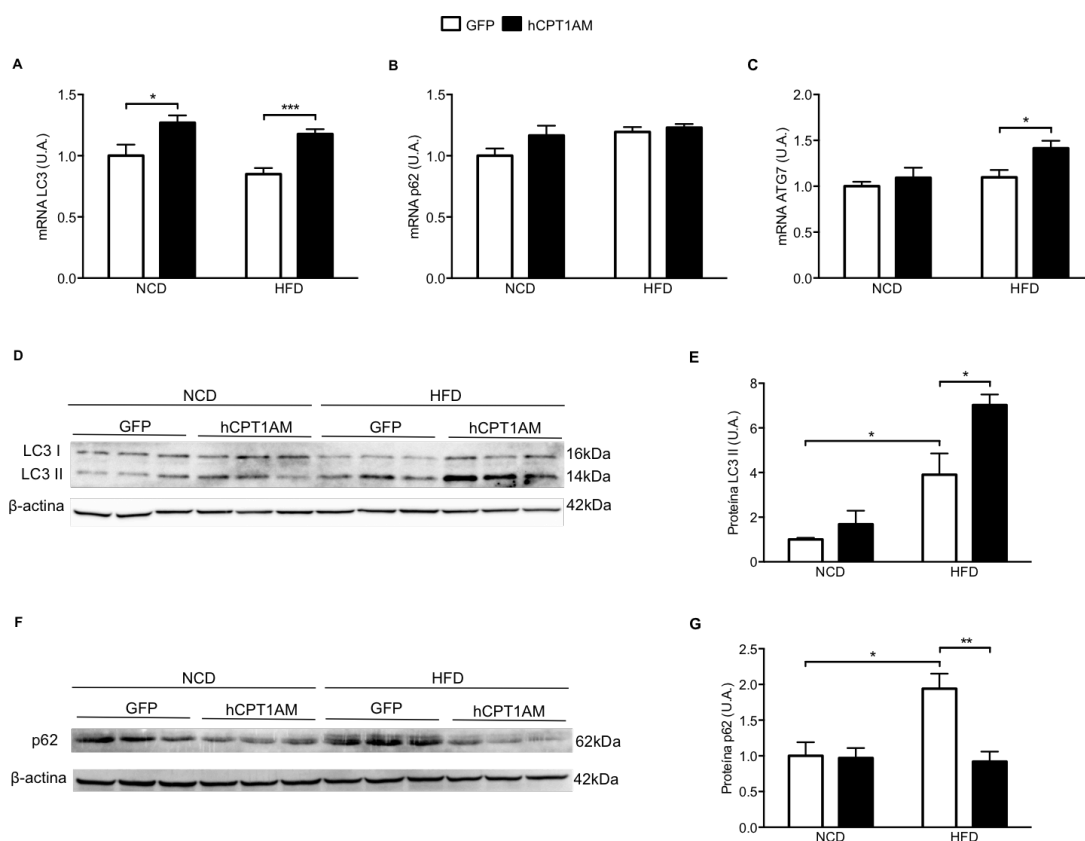 GFP hCPT1AM
A
mRNA LC3 (U.A.)
1.5
1.0
0.5
0.0
*
***
NCD HFD
B
mRNA p62 (U.A.)
1.5
1.0
0.5
0.0
NCD HFD
C
mRNA ATG7 (U.A.)
2.0
1.5
1.0
0.5
0.0
*
NCD HFD
D
NCD HFD
GFP hCPT1AM GFP hCPT1AM
LC3 I 16kDa
LC3 II 14kDa
β-actina 42kDa
E
Proteína LC3 II (U.A.)
8
6
4
2
0
*
*
NCD HFD
F
NCD HFD
GFP hCPT1AM GFP hCPT1AM
p62 62kDa
β-actina 42kDa
G
Proteína p62 (U.A.)
2.5
2.0
1.5
1.0
0.5
0.0
*
**
NCD HFD